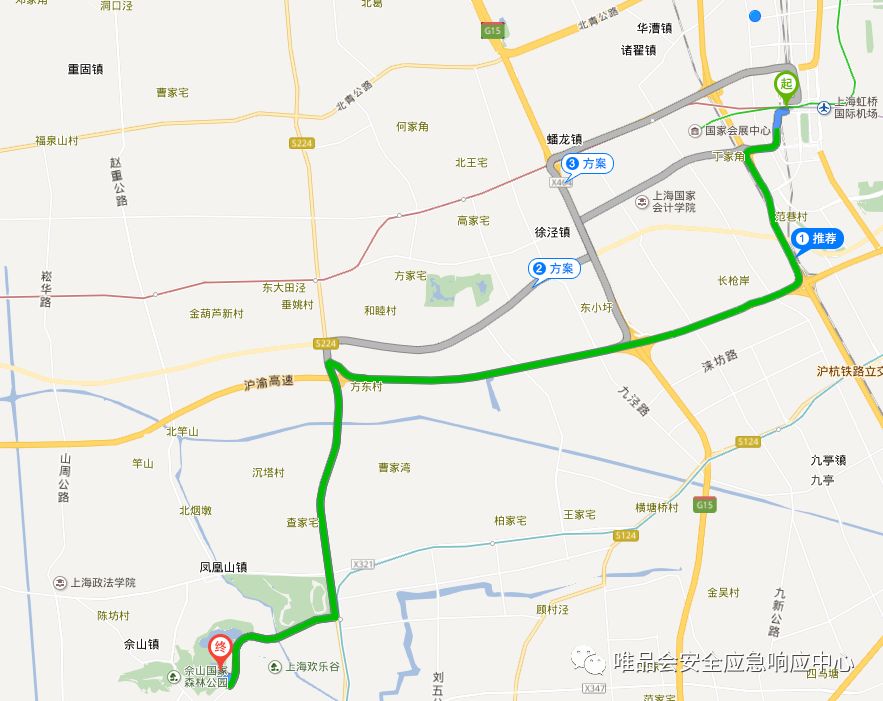 邓家角
洞口泾
北葛
G15
北青公路
华漕镇
诸翟镇
重固镇
曹家宅
北青公路
起
上海虹桥
国际机场...
福泉山村
S224
何家角
国家会展中心
蟠龙镇
丁家角
赵重公路
北王宅
3 方案
X464
上海国家
会计学院
高家宅
范巷村
徐泾镇
1 推荐
2 方案
崧华路
东大田泾
方家宅
长枪岸
垂姚村
和睦村
东小圩
金葫芦新村
S224
涞坊路
沪渝高速
方东村
沪杭铁路立交
九泾路
北竿山
S124
山周公路
竿山
沉塔村
曹家湾
九亭镇
九亭
G15
北烟墩
查家宅
柏家宅
王家宅
横塘桥村
S124
凤凰山镇
X321
上海政法学院
金吴村
九新公路
陈坊村
顾村泾
佘山镇
终
佘山国家
森林公园
上海欢乐谷
唯品会安全应急响应中心
四马塘
刘五公
X347
范家宅